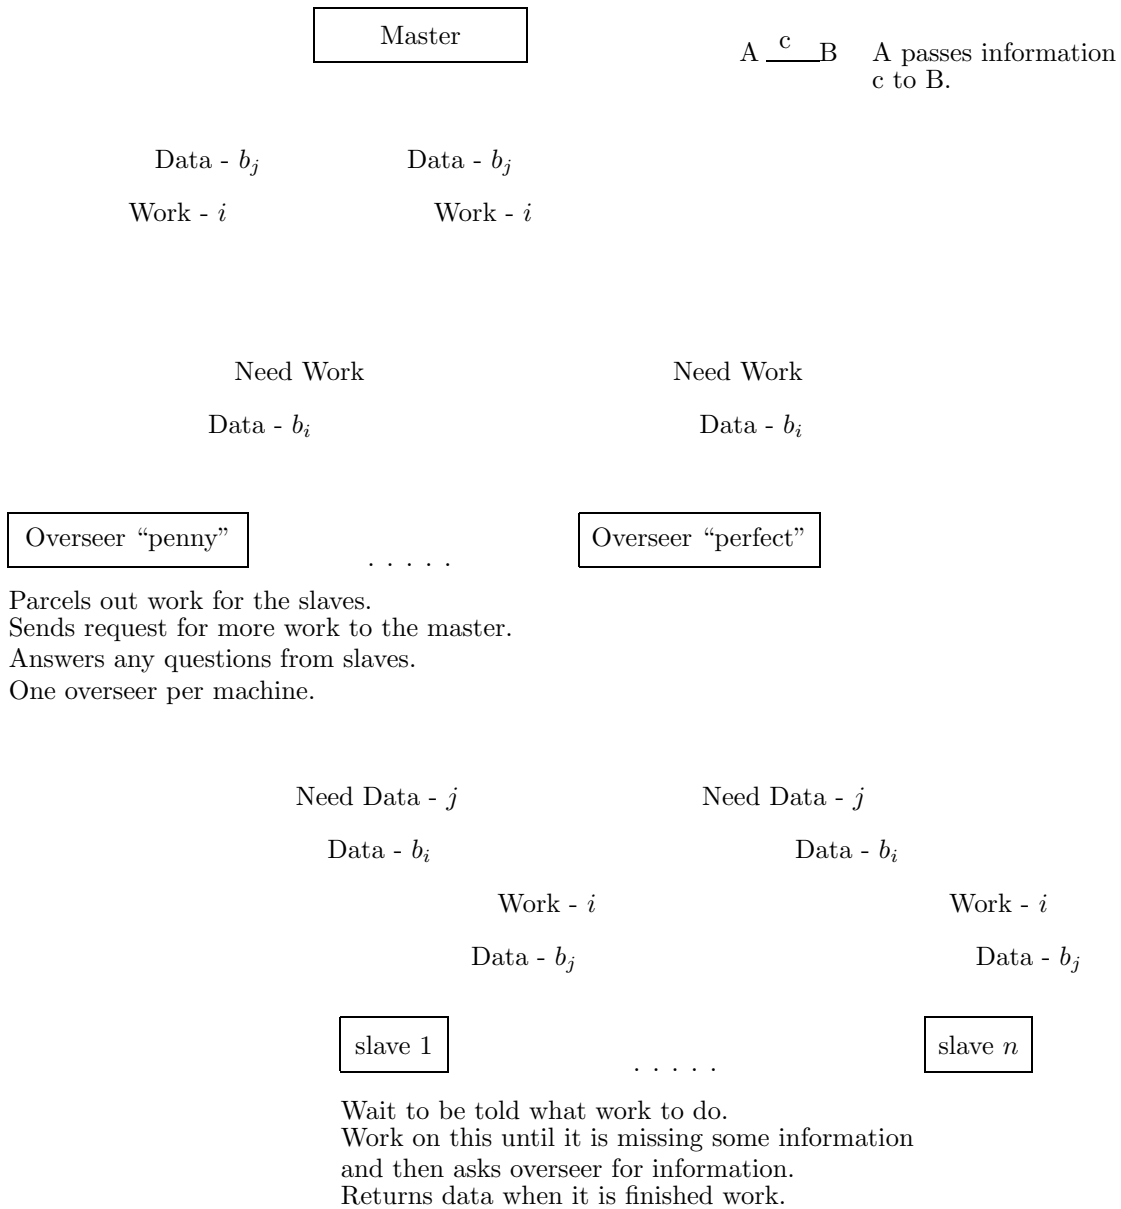 Master
A c B A passes information
c to B.
Data - b_j Data - b_j
Work - i Work - i
Need Work Need Work
Data - b_i Data - b_i
Overseer “penny” . . . . . Overseer “perfect”
Parcels out work for the slaves.
Sends request for more work to the master.
Answers any questions from slaves.
One overseer per machine.
Need Data - j Need Data - j
Data - b_i Data - b_i
Work - i Work - i
Data - b_j Data - b_j
slave 1 . . . . . slave n
Wait to be told what work to do.
Work on this until it is missing some information
and then asks overseer for information.
Returns data when it is finished work.